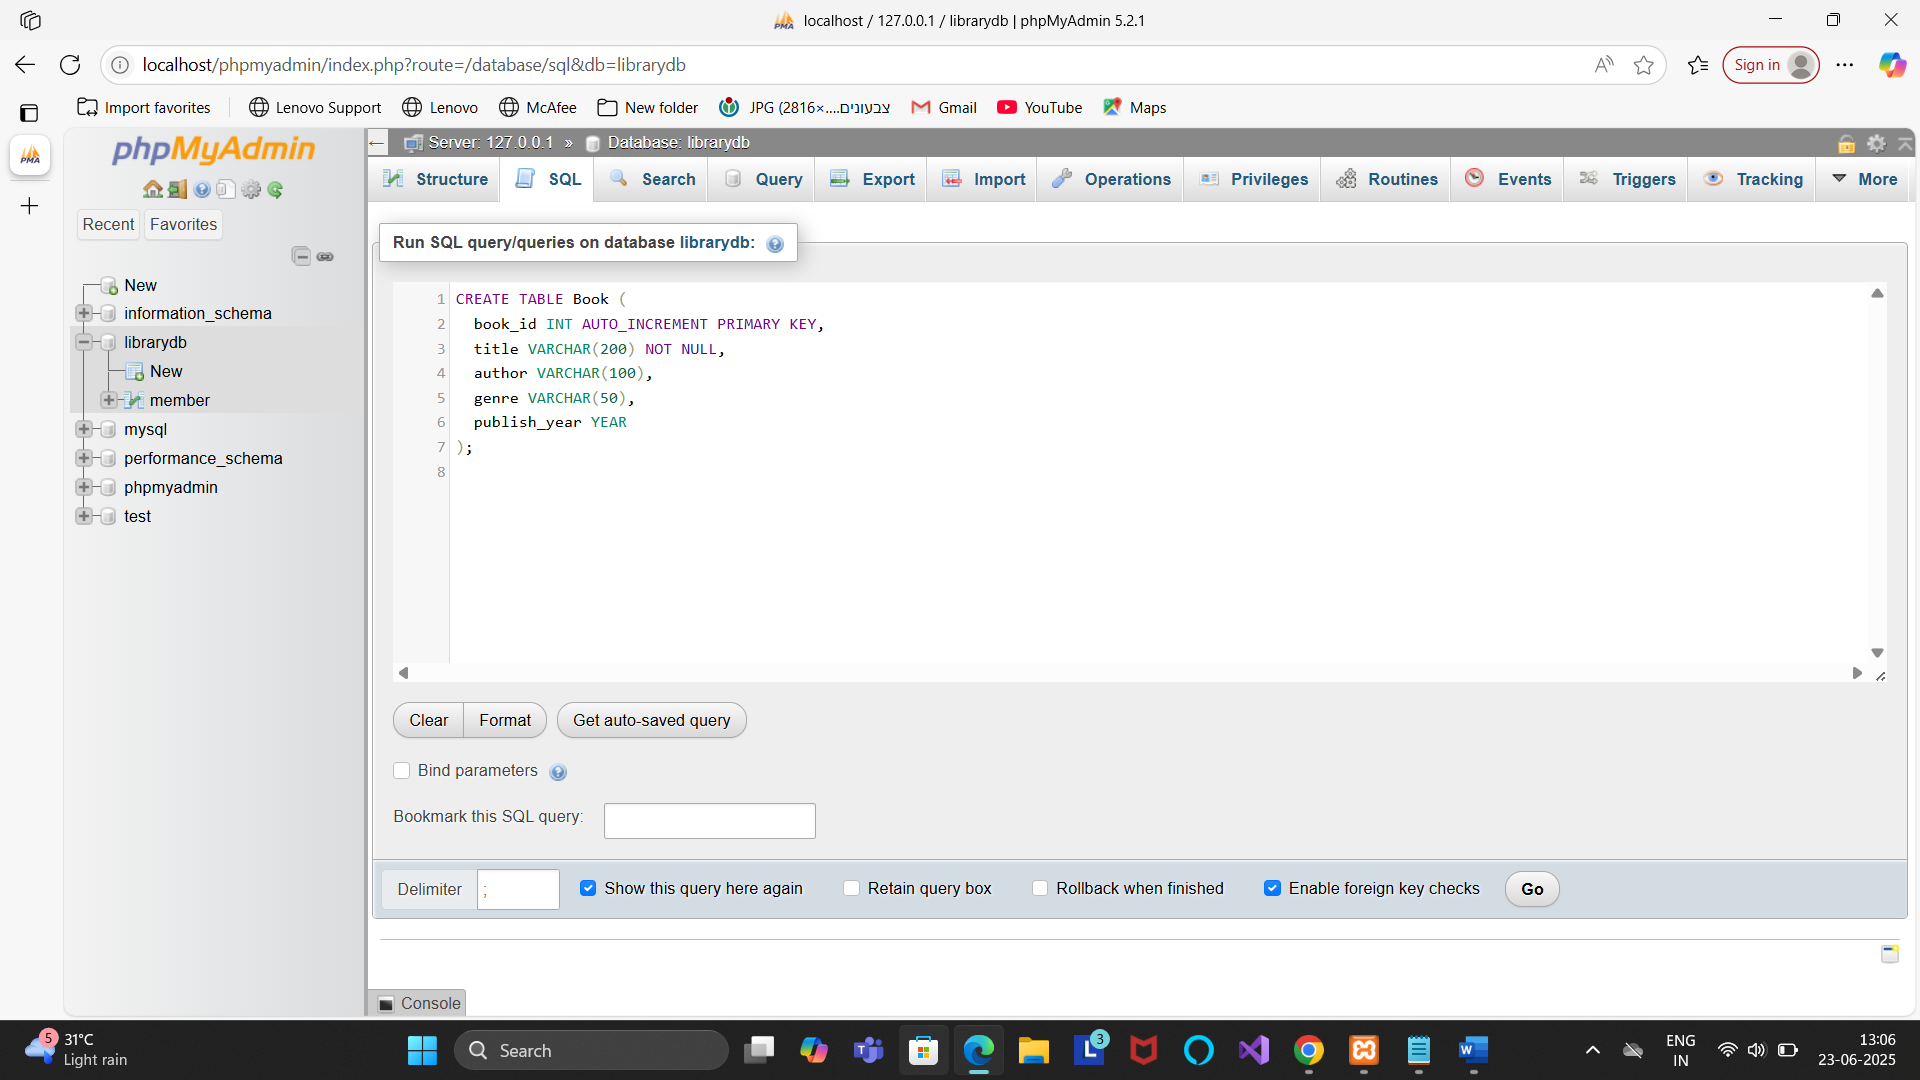 localhost / 127.0.0.1 / librarydb | phpMyAdmin 5.2.1
localhost/phpmyadmin/index.php?route=/database/sql&db=librarydb
Sign in
Import favorites
Lenovo Support
Lenovo
McAfee
New folder
JPG (2816×....צבעונים
Gmail
YouTube
Maps
PMA
phpMyAdmin
Recent
Favorites
New
information_schema
librarydb
New
member
mysql
performance_schema
phpmyadmin
test
Server: 127.0.0.1 » Database: librarydb
Structure
SQL
Search
Query
Export
Import
Operations
Privileges
Routines
Events
Triggers
Tracking
More
Run SQL query/queries on database librarydb:
1 CREATE TABLE Book (
2 book_id INT AUTO_INCREMENT PRIMARY KEY,
3 title VARCHAR(200) NOT NULL,
4 author VARCHAR(100),
5 genre VARCHAR(50),
6 publish_year YEAR
7 );
8
Clear
Format
Get auto-saved query
Bind parameters
Bookmark this SQL query:
Delimiter
;
Show this query here again
Retain query box
Rollback when finished
Enable foreign key checks
Go
Console
5
31°C
Light rain
Search
3
ENG
IN
13:06
23-06-2025